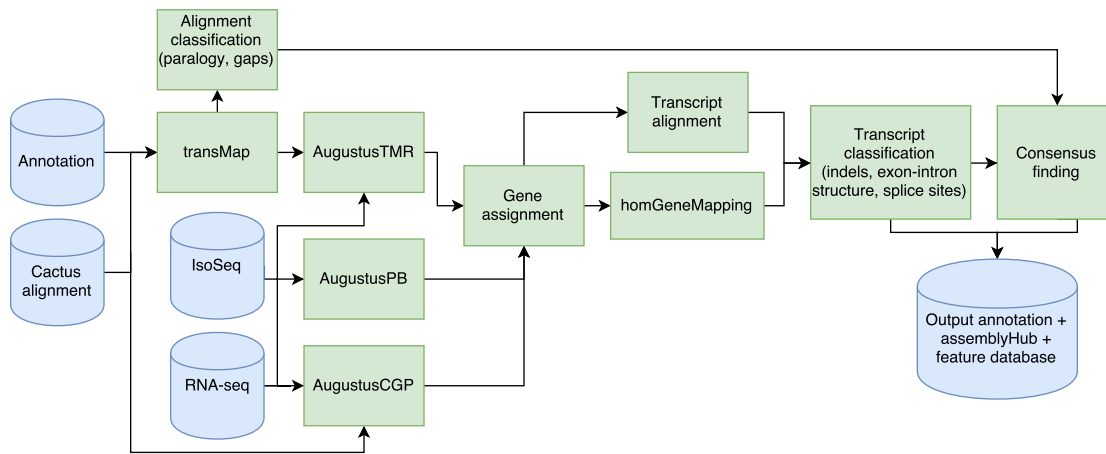 Alignment
classification
(paralogy, gaps)
Annotation
transMap
AugustusTMR
Transcript
alignment
Transcript
classification
(indels, exon-intron
structure, splice sites)
Consensus
finding
Gene
assignment
homGeneMapping
Cactus
alignment
IsoSeq
AugustusPB
RNA-seq
AugustusCGP
Output annotation +
assemblyHub +
feature database